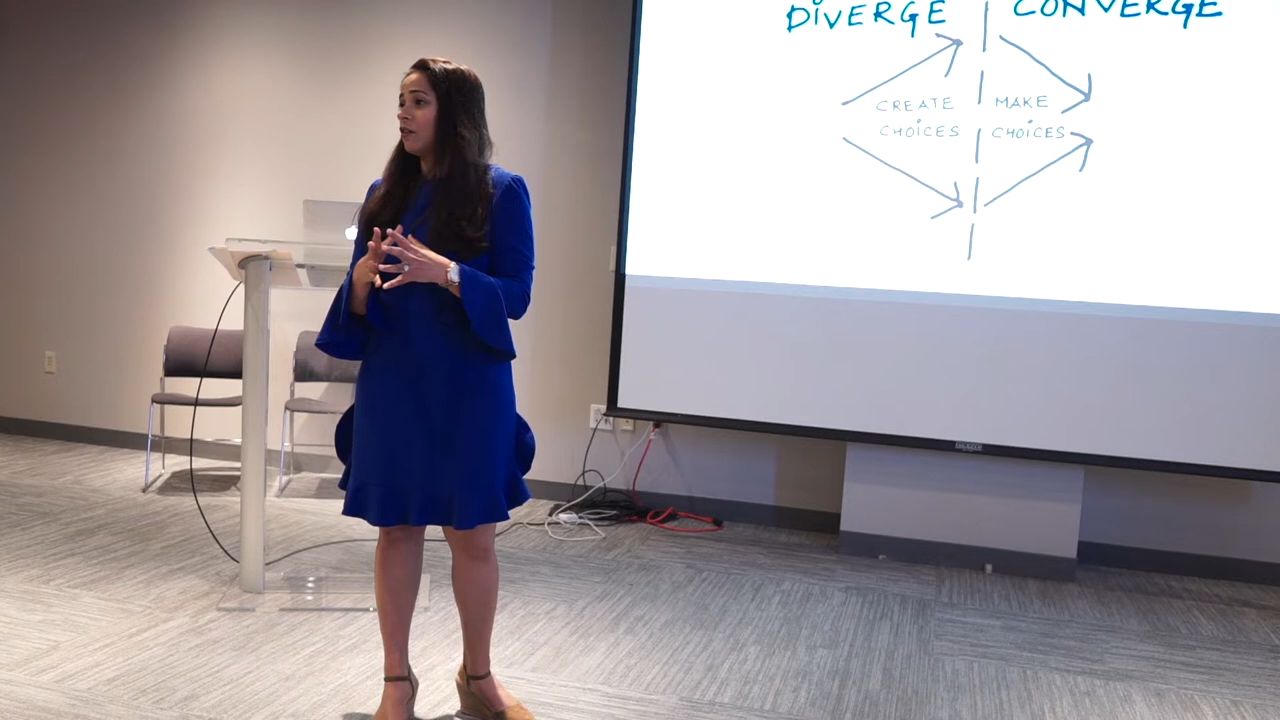 DIVERGE
CONVERGE
CREATE
CHOICES
MAKE
CHOICES